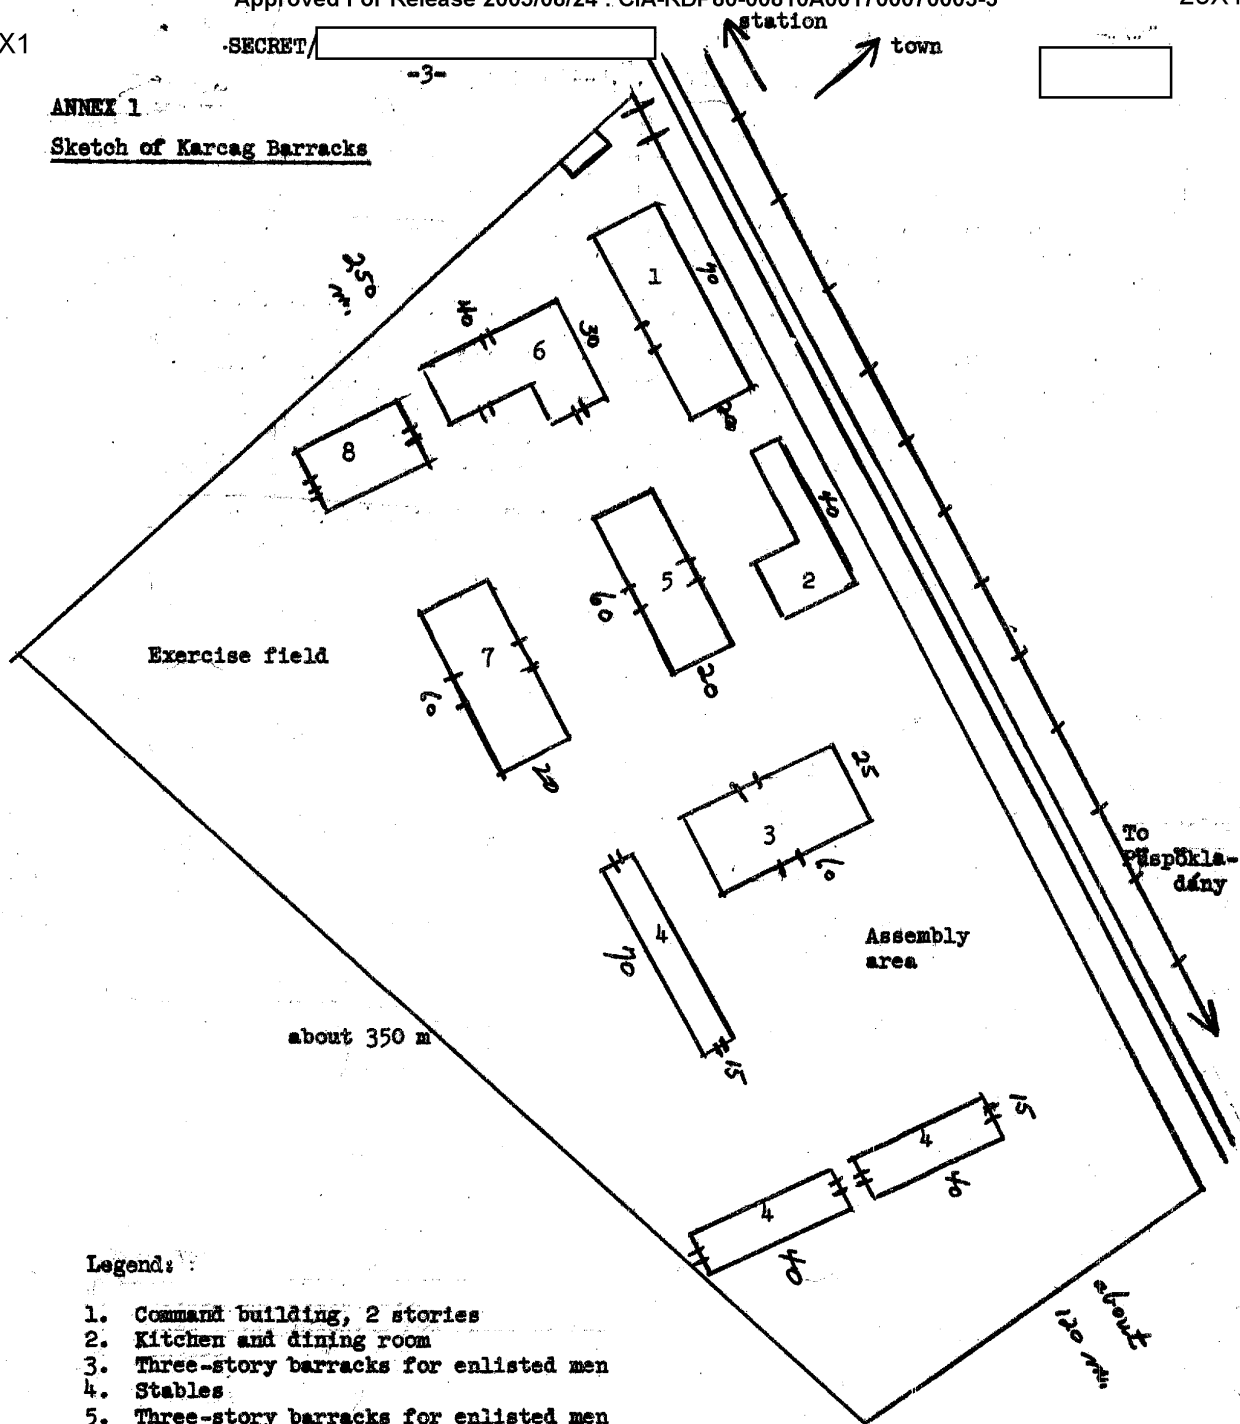 Approved For Release 2005/08/24 : CIA-RDP80-00810A001700070003-3
X1
SECRET/
-3-
station
town
ANNEX 1
Sketch of Karcag Barracks
250 m.
1
70
40
30
6
8
40
2
5
60
20
7
60
20
Exercise field
25
3
60
4
70
15
To
Püspökla-
dány
Assembly
area
about 350 m
15
4
40
4
40
about
120 m.
Legend:
1. Command building, 2 stories
2. Kitchen and dining room
3. Three-story barracks for enlisted men
4. Stables
5. Three-story barracks for enlisted men